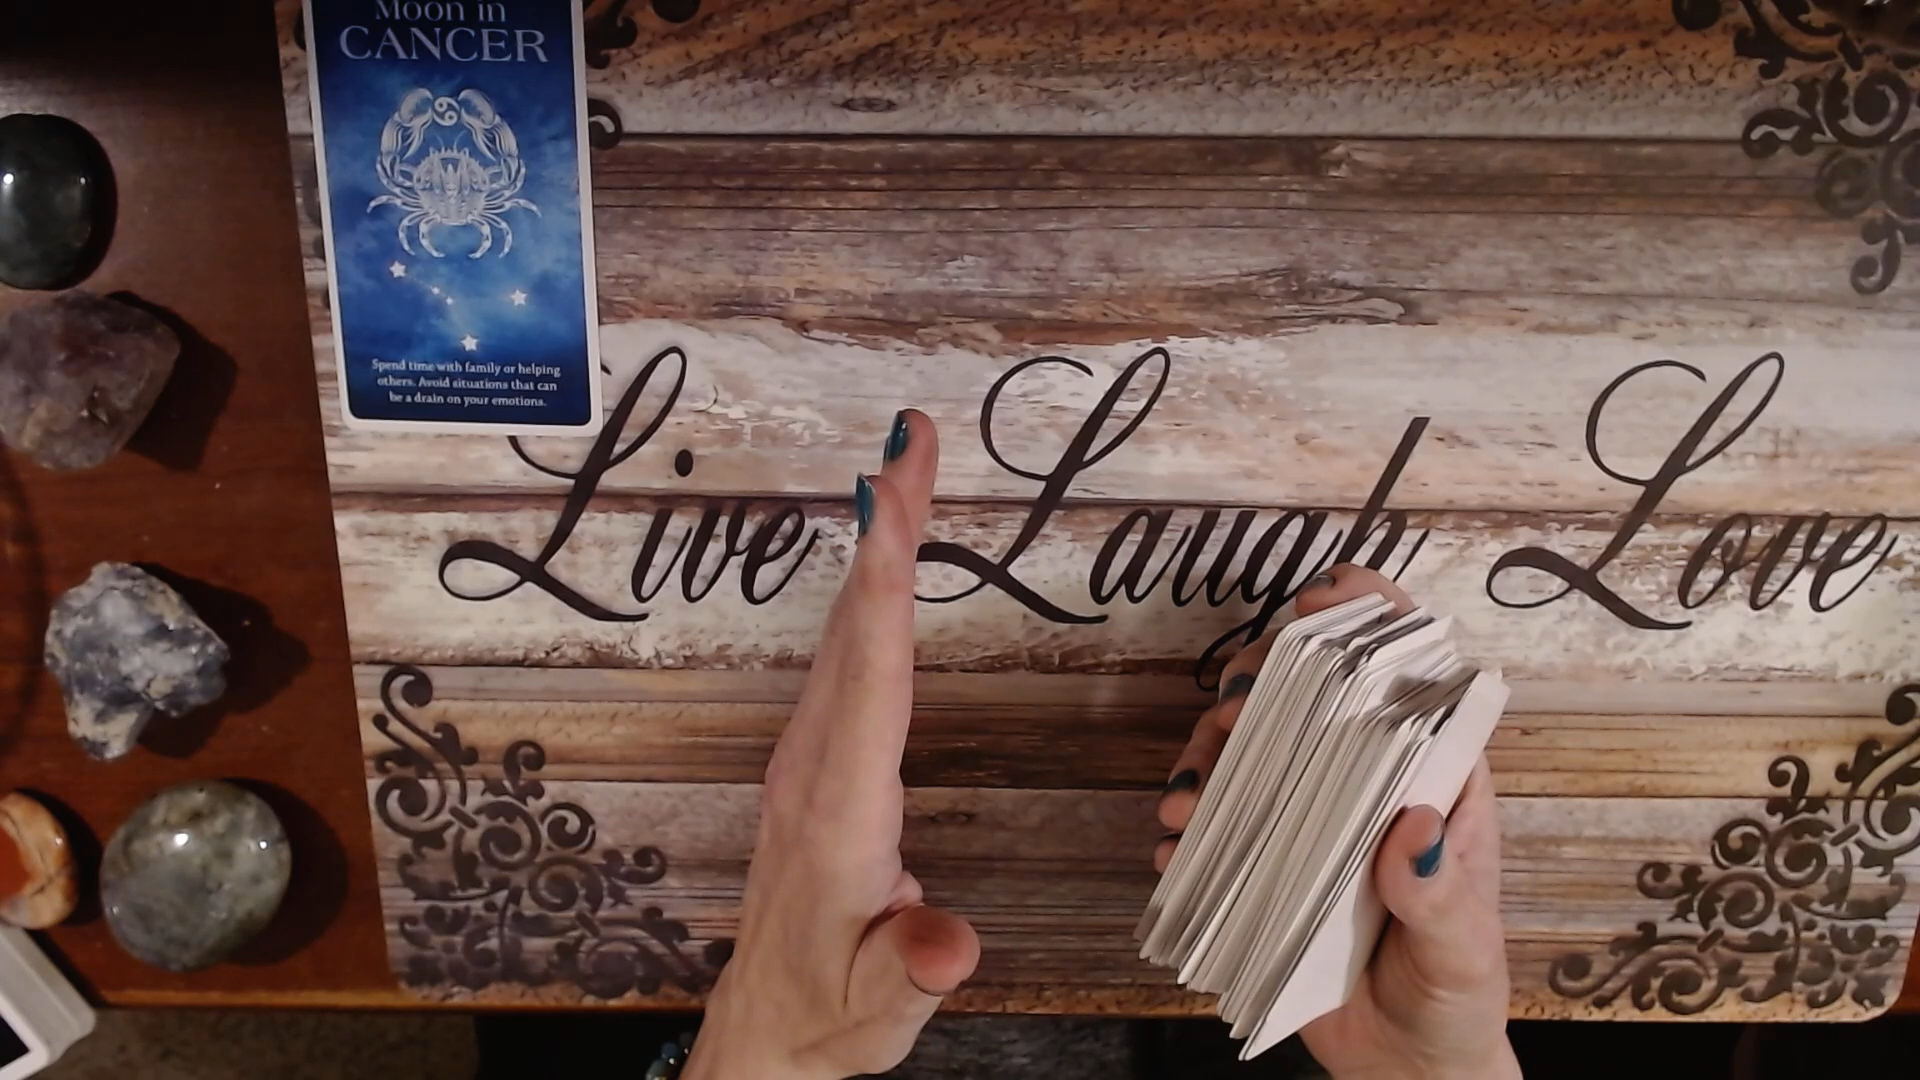 Moon in
CANCER
Spend time with family or helping
others. Avoid situations that can
be a drain on your emotions.
Live Laugh Love